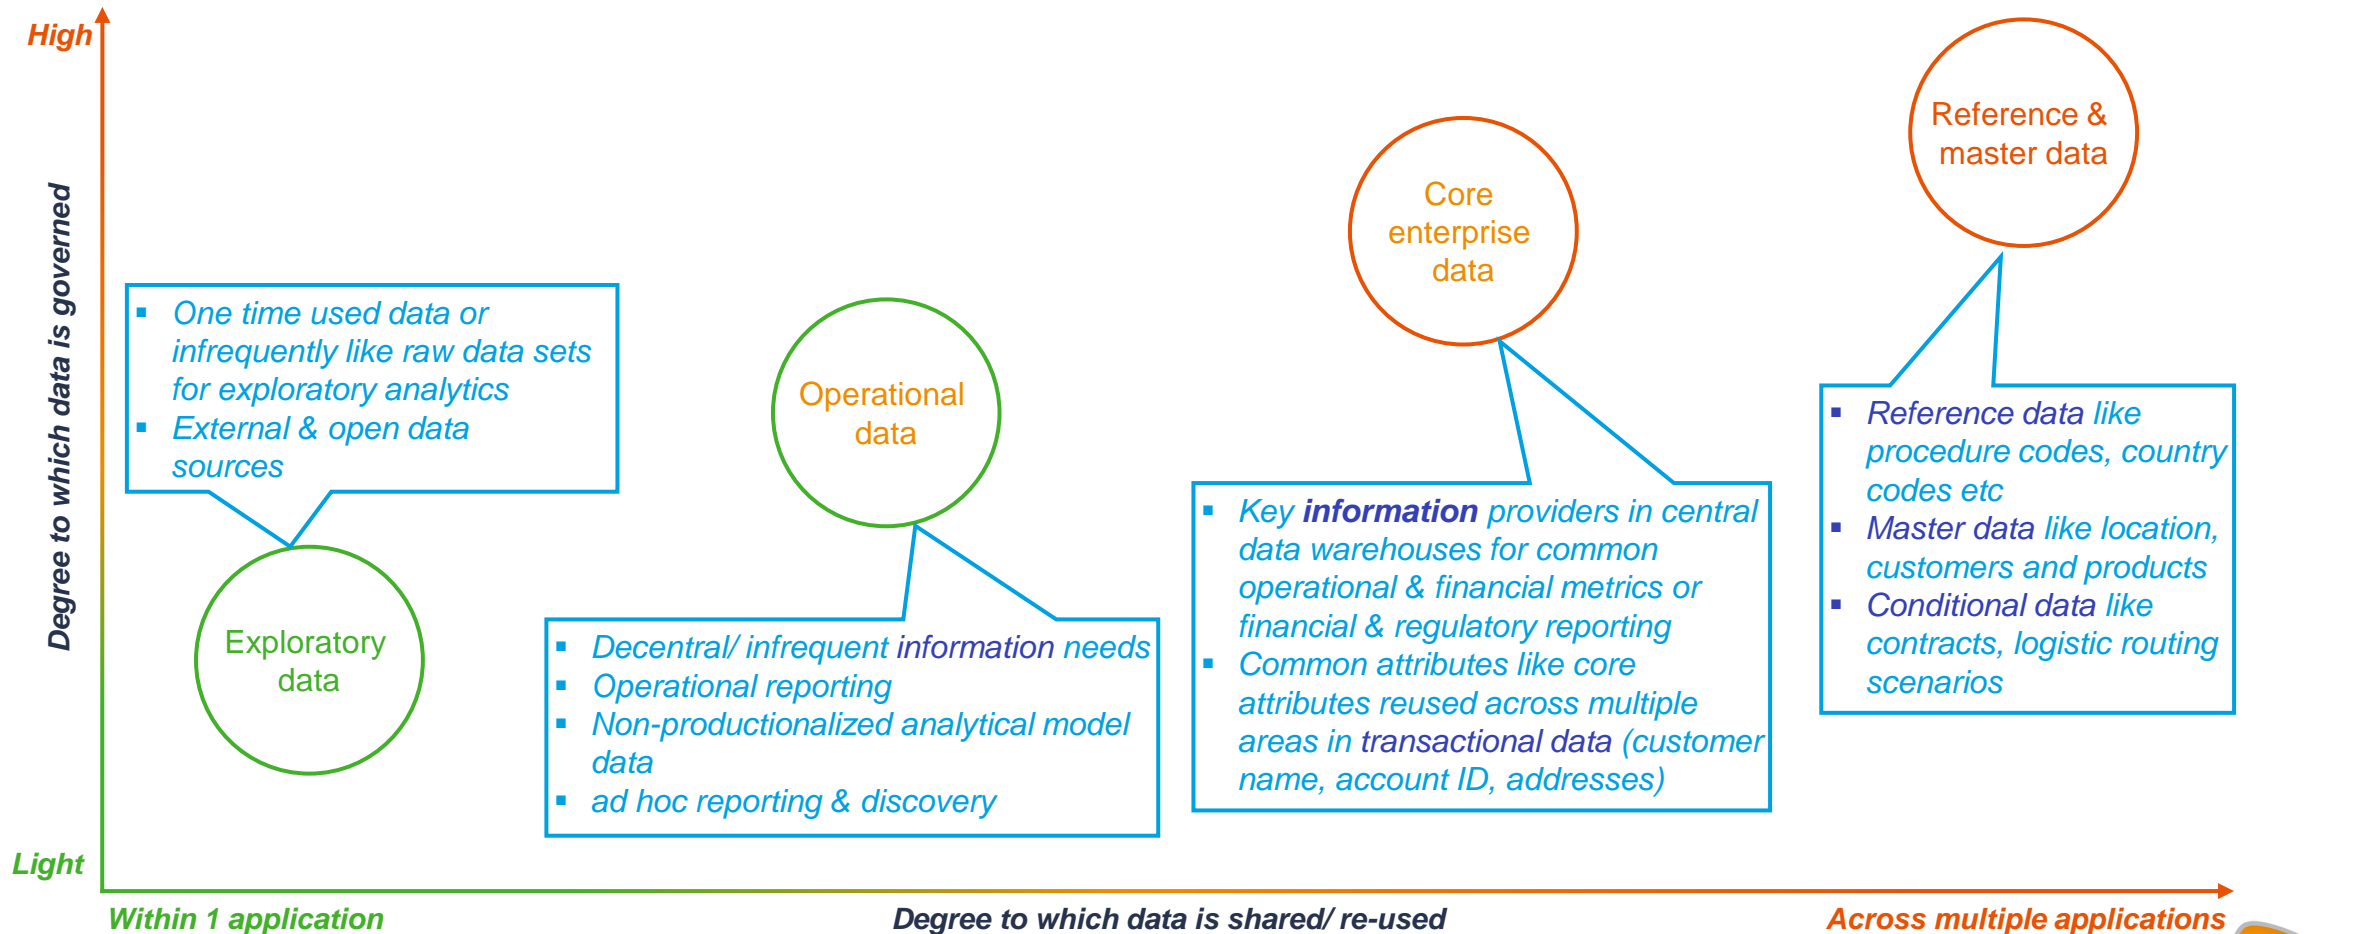 High
Degree to which data is governed
Light
One time used data or
infrequently like raw data sets
for exploratory analytics
External & open data
sources
Exploratory
data
Operational
data
Decentral/ infrequent information needs
Operational reporting
Non-productionalized analytical model
data
ad hoc reporting & discovery
Core
enterprise
data
Key information providers in central
data warehouses for common
operational & financial metrics or
financial & regulatory reporting
Common attributes like core
attributes reused across multiple
areas in transactional data (customer
name, account ID, addresses)
Reference &
master data
Reference data like
procedure codes, country
codes etc
Master data like location,
customers and products
Conditional data like
contracts, logistic routing
scenarios
Within 1 application
Degree to which data is shared/ re-used
Across multiple applications